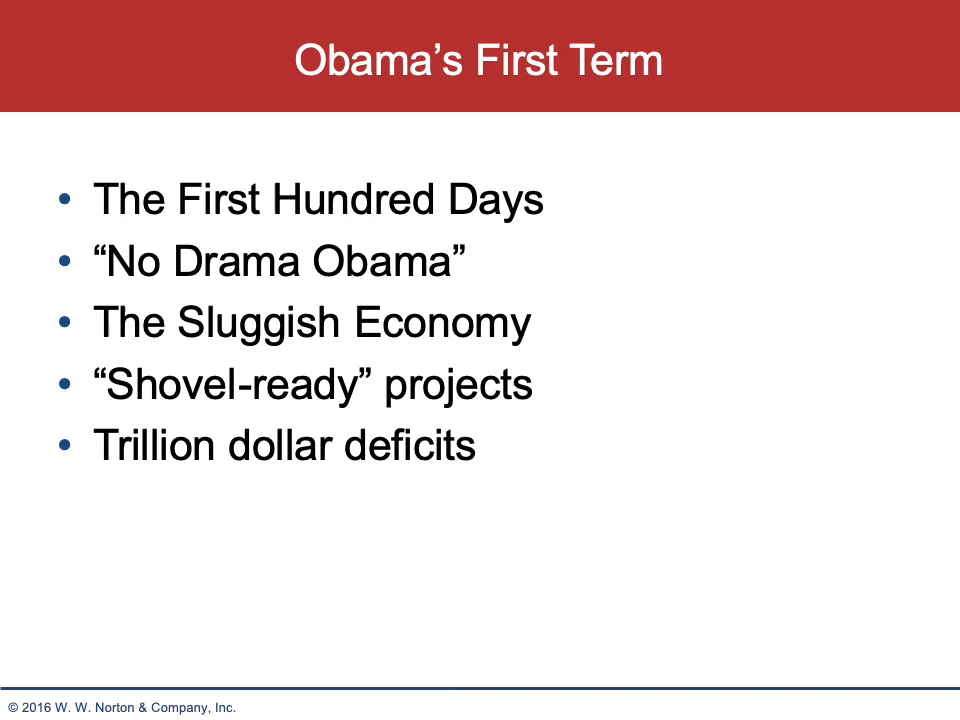 Obama’s First Term
• The First Hundred Days
• “No Drama Obama”
• The Sluggish Economy
• “Shovel-ready” projects
• Trillion dollar deficits
© 2016 W. W. Norton & Company, Inc.